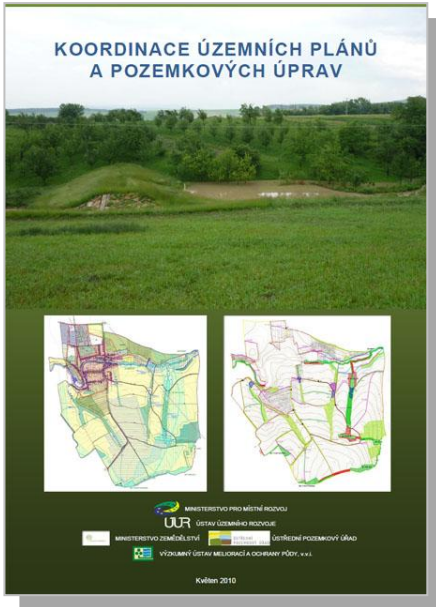 KOORDINACE ÚZEMNÍCH PLÁNŮ
A POZEMKOVÝCH ÚPRAV
MINISTERSTVO PRO MÍSTNÍ ROZVOJ
ÚÚR ÚSTAV ÚZEMNÍHO ROZVOJE
MINISTERSTVO ZEMĚDĚLSTVÍ ÚSTŘEDNÍ POZEMKOVÝ ÚŘAD
VÝZKUMNÝ ÚSTAV MELIORACÍ A OCHRANY PŮDY, v.v.i.
Květen 2010